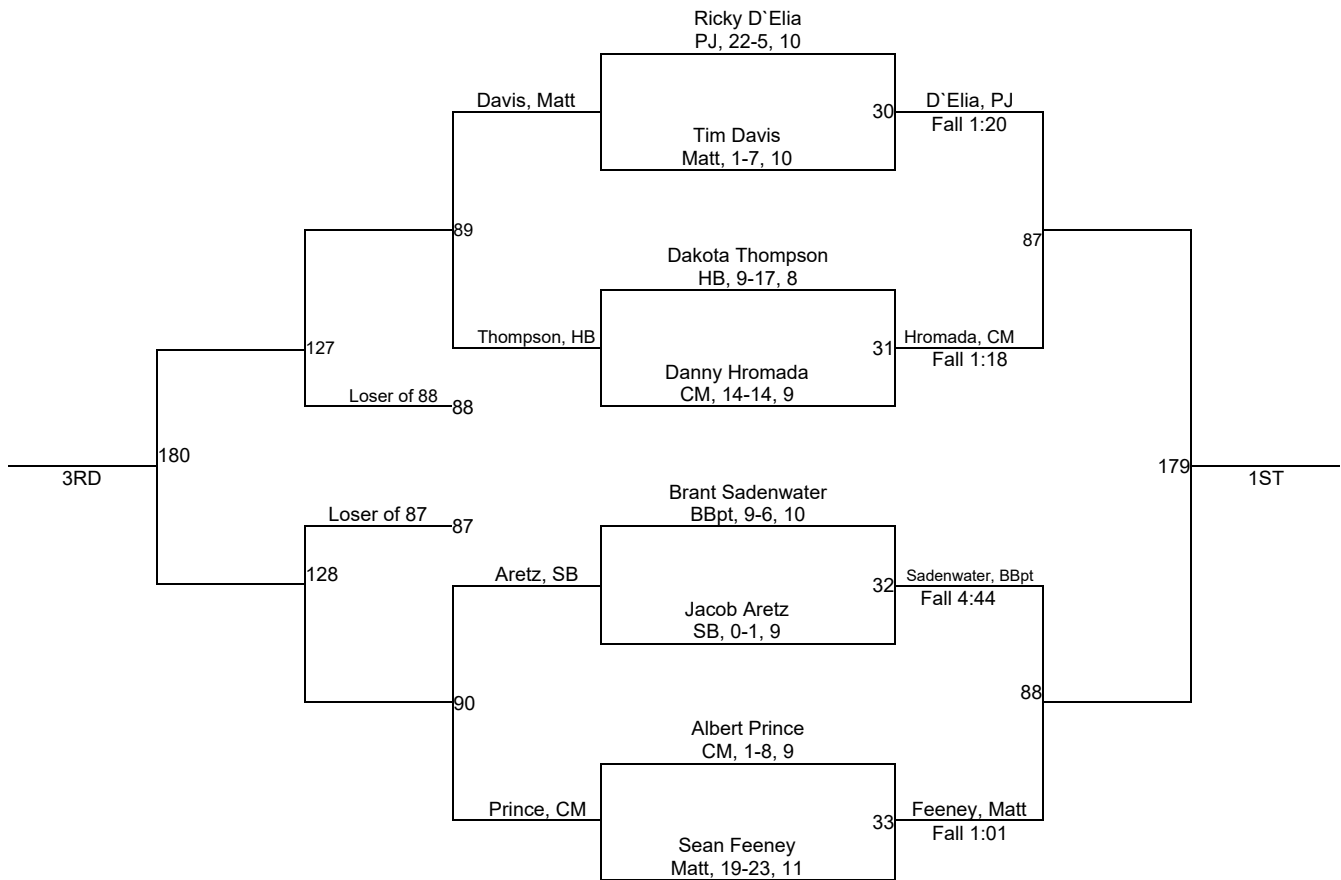 Ricky D`Elia
PJ, 22-5, 10
Davis, Matt
30
D`Elia, PJ
Fall 1:20
Tim Davis
Matt, 1-7, 10
89
87
Dakota Thompson
HB, 9-17, 8
Thompson, HB
31
Hromada, CM
Fall 1:18
127
Danny Hromada
CM, 14-14, 9
Loser of 88
88
180
3RD
179
1ST
Brant Sadenwater
BBpt, 9-6, 10
Loser of 87
87
128
Aretz, SB
32
Sadenwater, BBpt
Fall 4:44
Jacob Aretz
SB, 0-1, 9
90
88
Albert Prince
CM, 1-8, 9
Prince, CM
33
Feeney, Matt
Fall 1:01
Sean Feeney
Matt, 19-23, 11